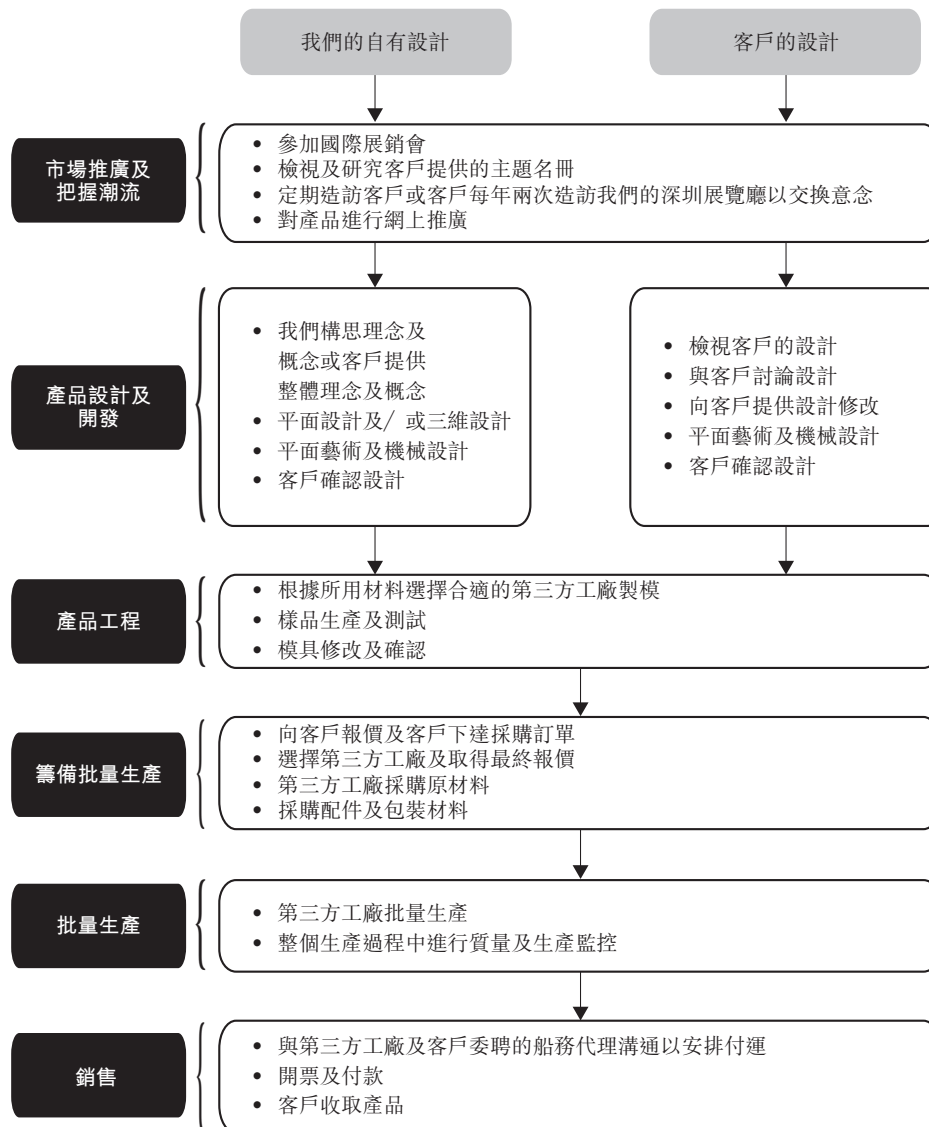 我們的自有設計
客戶的設計
市場推廣及
把握潮流
• 參加國際展銷會
• 檢視及研究客戶提供的主題名冊
• 定期造訪客戶或客戶每年兩次造訪我們的深圳展覽廳以交換意念
• 對產品進行網上推廣
產品設計及
開發
• 我們構思理念及
概念或客戶提供
整體理念及概念
• 平面設計及/ 或三維設計
• 平面藝術及機械設計
• 客戶確認設計
• 檢視客戶的設計
• 與客戶討論設計
• 向客戶提供設計修改
• 平面藝術及機械設計
• 客戶確認設計
產品工程
• 根據所用材料選擇合適的第三方工廠製模
• 樣品生產及測試
• 模具修改及確認
籌備批量生產
• 向客戶報價及客戶下達採購訂單
• 選擇第三方工廠及取得最終報價
• 第三方工廠採購原材料
• 採購配件及包裝材料
批量生產
• 第三方工廠批量生產
• 整個生產過程中進行質量及生產監控
銷售
• 與第三方工廠及客戶委聘的船務代理溝通以安排付運
• 開票及付款
• 客戶收取產品